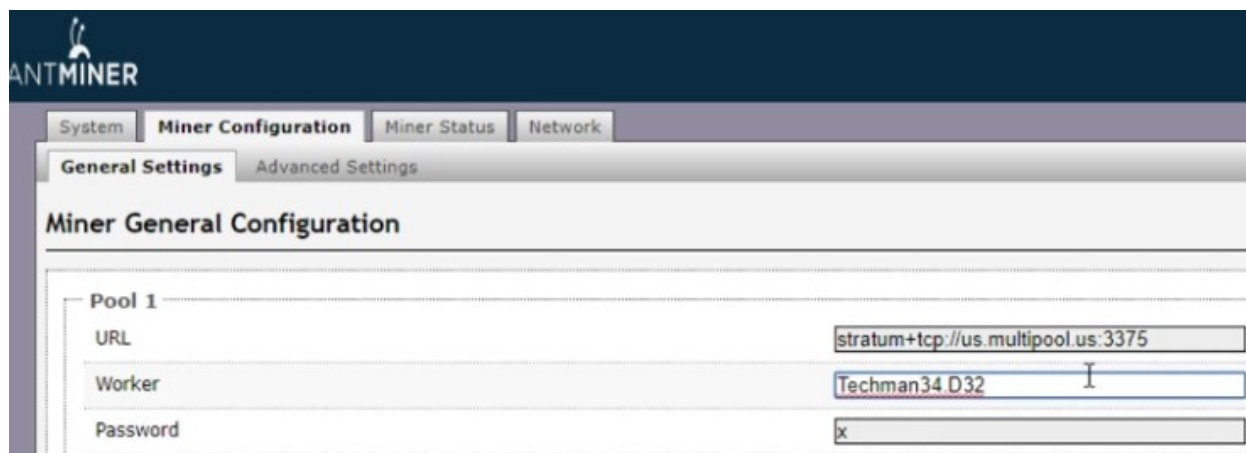 ANTMINER
System Miner Configuration Miner Status Network
General Settings Advanced Settings
Miner General Configuration
Pool 1
URL stratum+tcp://us.multipool.us:3375
Worker Techman34.D32
Password x